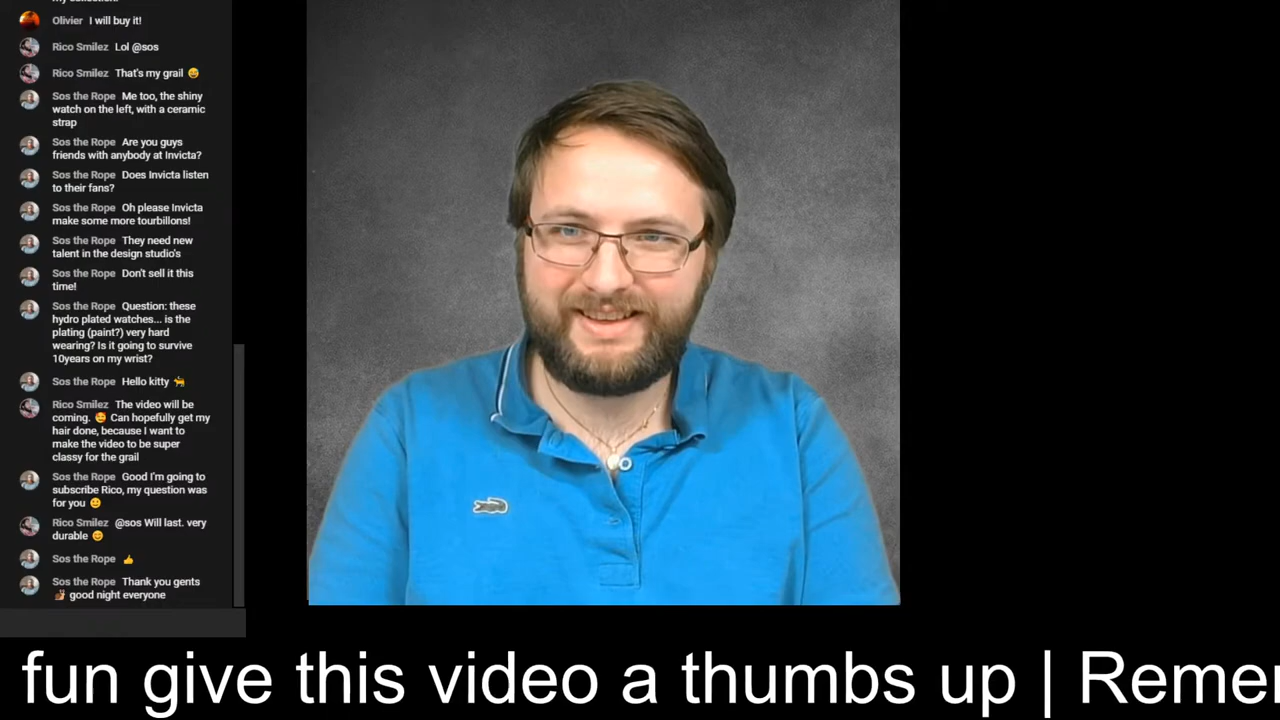 my collection!
Olivier I will buy it!
Rico Smilez Lol @sos
Rico Smilez That's my grail 😅
Sos the Rope Me too, the shiny
watch on the left, with a ceramic
strap
Sos the Rope Are you guys
friends with anybody at Invicta?
Sos the Rope Does Invicta listen
to their fans?
Sos the Rope Oh please Invicta
make some more tourbillons!
Sos the Rope They need new
talent in the design studio's
Sos the Rope Don't sell it this
time!
Sos the Rope Question: these
hydro plated watches... is the
plating (paint?) very hard
wearing? Is it going to survive
10years on my wrist?
Sos the Rope Hello kitty 🐈
Rico Smilez The video will be
coming. 🥰 Can hopefully get my
hair done, because I want to
make the video to be super
classy for the grail
Sos the Rope Good I'm going to
subscribe Rico, my question was
for you 😀
Rico Smilez @sos Will last. very
durable 😊
Sos the Rope 👍
Sos the Rope Thank you gents
good night everyone
fun give this video a thumbs up | Remer